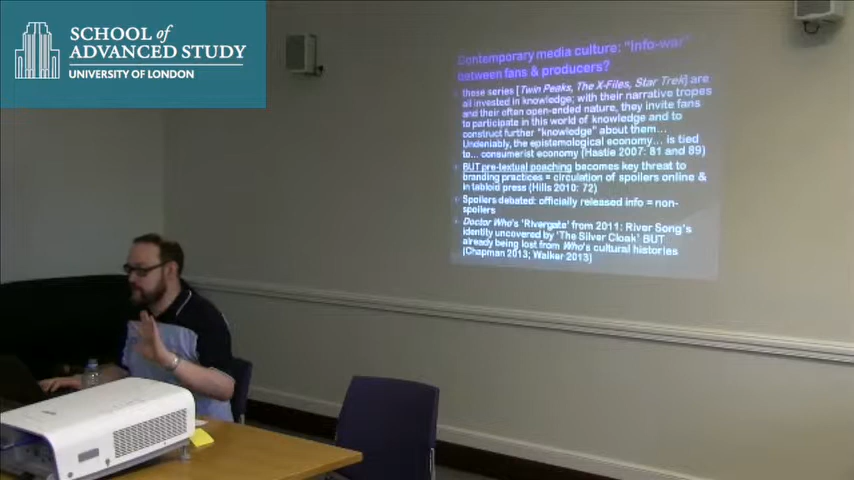 SCHOOL of
ADVANCED STUDY
UNIVERSITY OF LONDON
Contemporary media culture: "Info-war"
between fans & producers?
these series [Twin Peaks, The X-Files, Star Trek] are
all invested in knowledge; with their narrative tropes
and their often open-ended nature, they invite fans
to participate in this world of knowledge and to
construct further "knowledge" about them…
Undeniably, the epistemological economy… is tied
to… consumerist economy (Hastie 2007: 81 and 89)
BUT pre-textual poaching becomes key threat to
branding practices = circulation of spoilers online &
in tabloid press (Hills 2010: 72)
Spoilers debated: officially released info = non-
spoilers
Doctor Who's 'Rivergate' from 2011: River Song's
identity uncovered by 'The Silver Cloak' BUT
already being lost from Who's cultural histories
(Chapman 2013; Walker 2013)